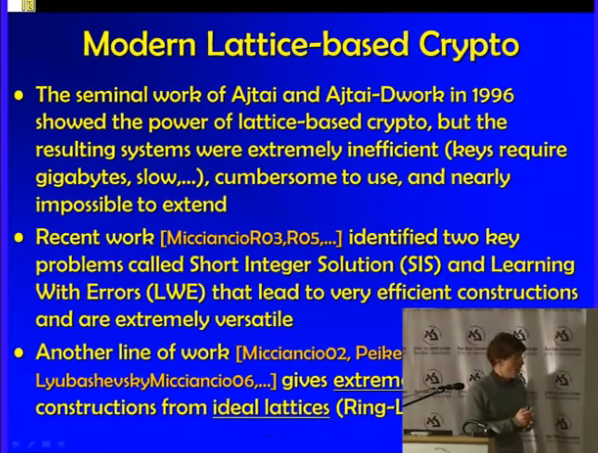 Modern Lattice-based Crypto
• The seminal work of Ajtai and Ajtai-Dwork in 1996
showed the power of lattice-based crypto, but the
resulting systems were extremely inefficient (keys require
gigabytes, slow,...), cumbersome to use, and nearly
impossible to extend
• Recent work [MicciancioR03,R05,...] identified two key
problems called Short Integer Solution (SIS) and Learning
With Errors (LWE) that lead to very efficient constructions
and are extremely versatile
• Another line of work [Micciancio02, Peike
LyubashevskyMicciancio06,...] gives extrem
constructions from ideal lattices (Ring-L